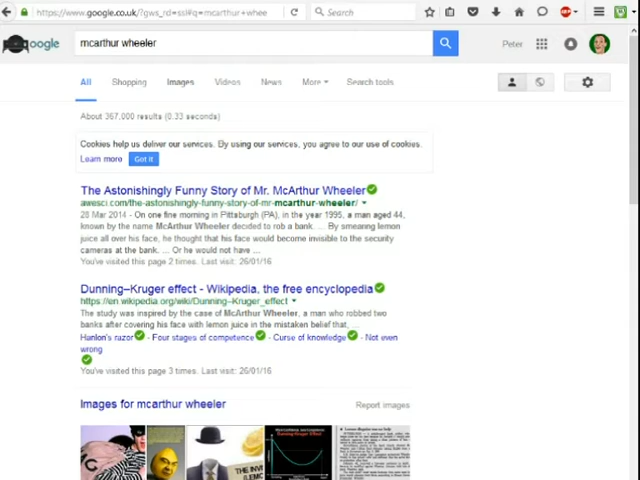 https://www.google.co.uk/?gws_rd=ssl#q=mcarthur+whee
Search
google
mcarthur wheeler
Peter
All Shopping Images Videos News More Search tools
About 367,000 results (0.33 seconds)
Cookies help us deliver our services. By using our services, you agree to our use of cookies.
Learn more Got it
The Astonishingly Funny Story of Mr. McArthur Wheeler
awesci.com/the-astonishingly-funny-story-of-mr-mcarthur-wheeler/
28 Mar 2014 - On one fine morning in Pittsburgh (PA), in the year 1995, a man aged 44,
known by the name McArthur Wheeler decided to rob a bank. ... By smearing lemon
juice all over his face, he thought that his face would become invisible to the security
cameras at the bank. ... Or he would not have ...
You've visited this page 2 times. Last visit: 26/01/16
Dunning–Kruger effect - Wikipedia, the free encyclopedia
https://en.wikipedia.org/wiki/Dunning–Kruger_effect
The study was inspired by the case of McArthur Wheeler, a man who robbed two
banks after covering his face with lemon juice in the mistaken belief that,
Hanlon's razor - Four stages of competence - Curse of knowledge - Not even
wrong
You've visited this page 3 times. Last visit: 26/01/16
Images for mcarthur wheeler
Report images
Dunning-Kruger Effect
THE INV